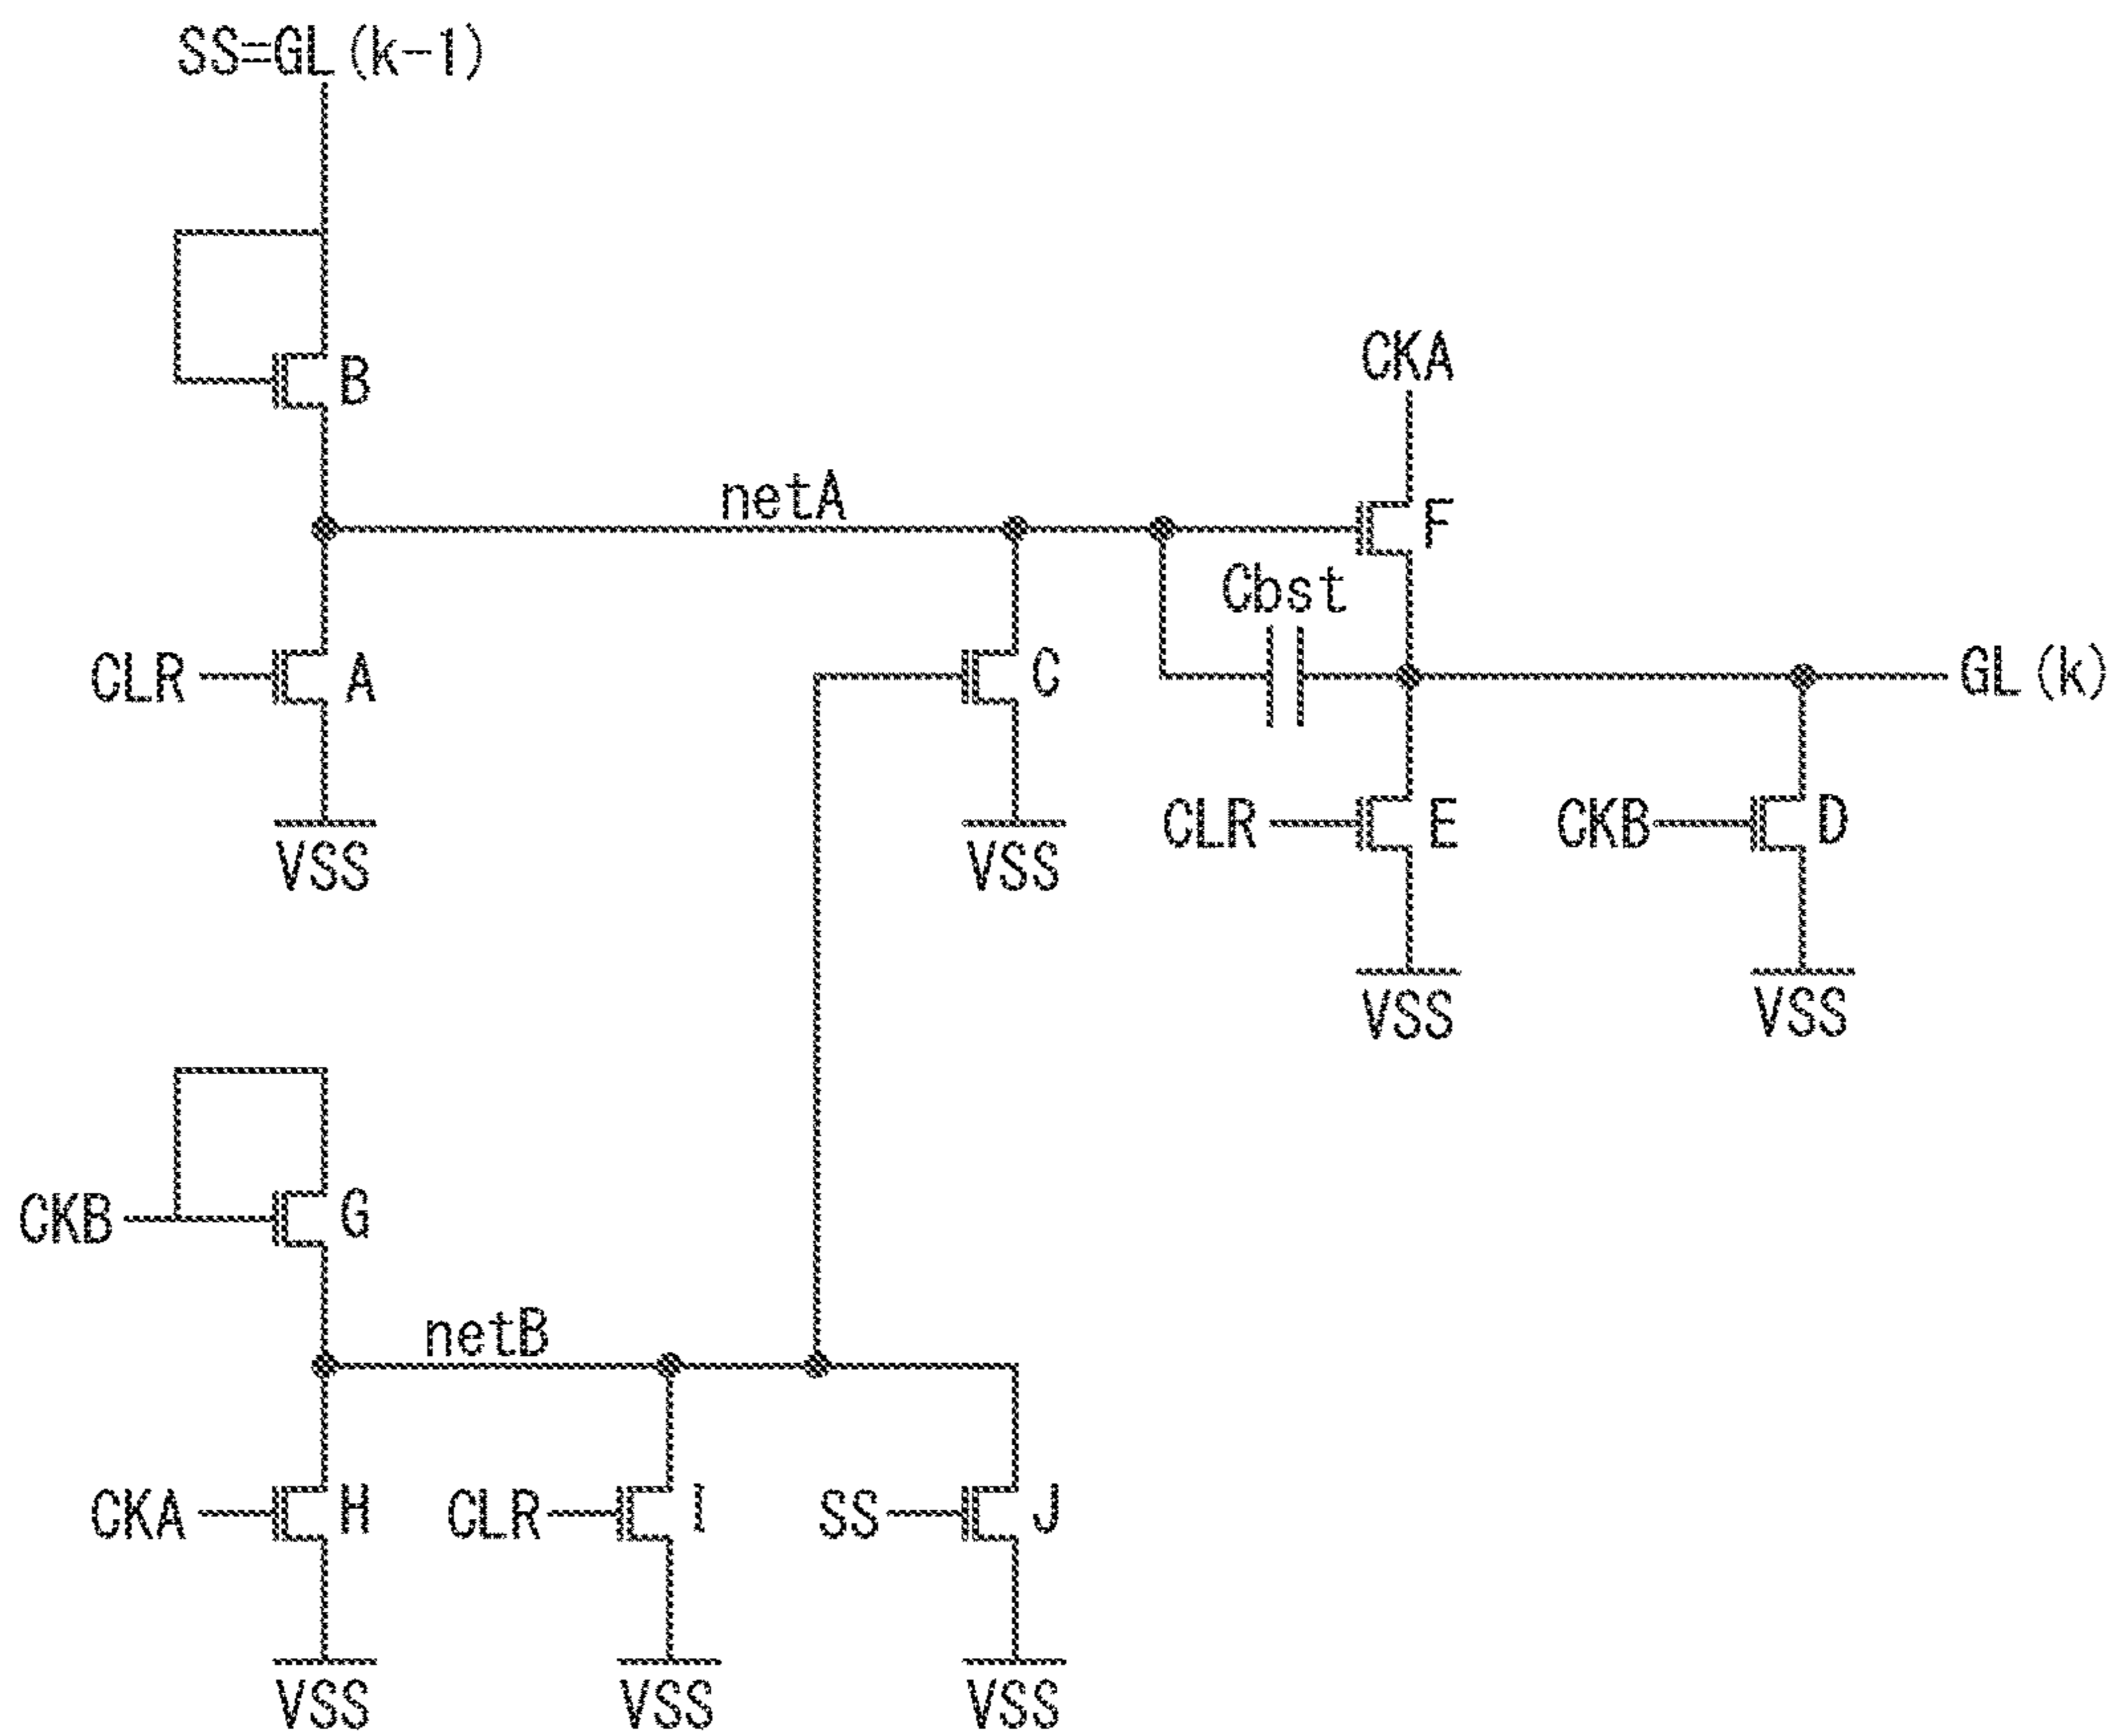 SS=GL(k-1)
B
CKA
netA
F
Cbst
CLR
A
C
GL(k)
CLR
E
CKB
D
VSS
VSS
VSS
VSS
CKB
G
netB
CKA
H
CLR
I
SS
J
VSS
VSS
VSS